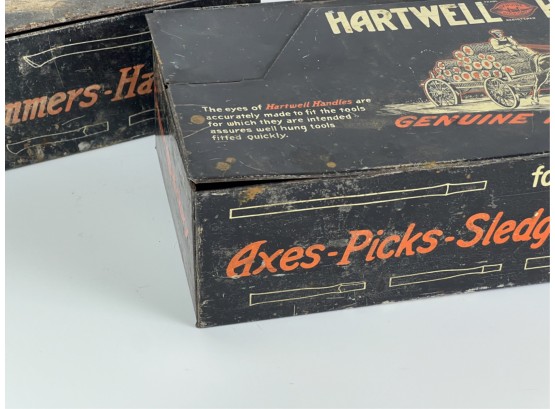 HARTWELL
The eyes of Hartwell Handles are
accurately made to fit the tools
for which they are intended
assures well hung tools
fitted quickly.
GENUINE
fo
Axes-Picks-Sledg
mmers-Ha